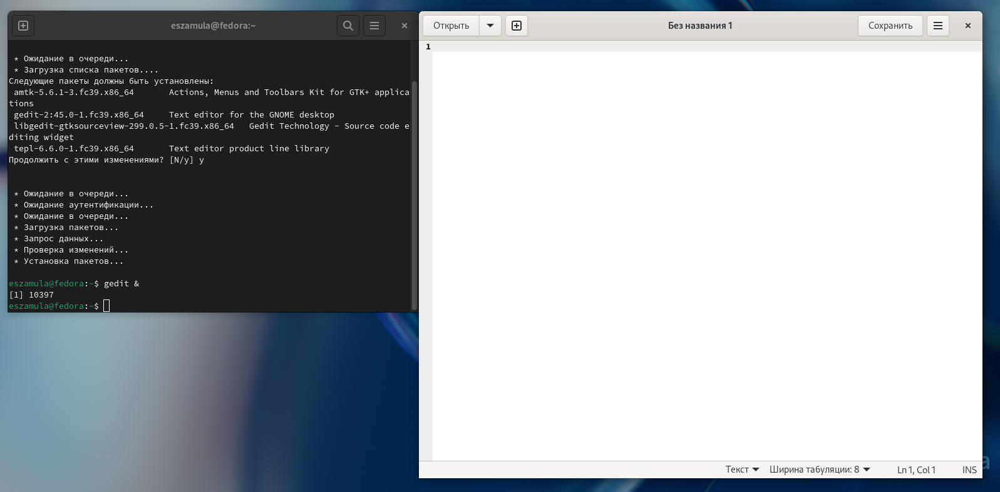 eszamula@fedora:~
* Ожидание в очереди...
* Загрузка списка пакетов....
Следующие пакеты должны быть установлены:
amtk-5.6.1-3.fc39.x86_64       Actions, Menus and Toolbars Kit for GTK+ applica
tions
gedit-2:45.0-1.fc39.x86_64     Text editor for the GNOME desktop
libgedit-gtksourceview-299.0.5-1.fc39.x86_64   Gedit Technology - Source code e
diting widget
tepl-6.6.0-1.fc39.x86_64       Text editor product line library
Продолжить с этими изменениями? [N/y] y
* Ожидание в очереди...
* Ожидание аутентификации...
* Ожидание в очереди...
* Загрузка пакетов...
* Запрос данных...
* Проверка изменений...
* Установка пакетов...
eszamula@fedora:~$ gedit &
[1] 10397
eszamula@fedora:~$
Открыть
Без названия 1
Сохранить
1
Текст
Ширина табуляции: 8
Ln 1, Col 1
INS